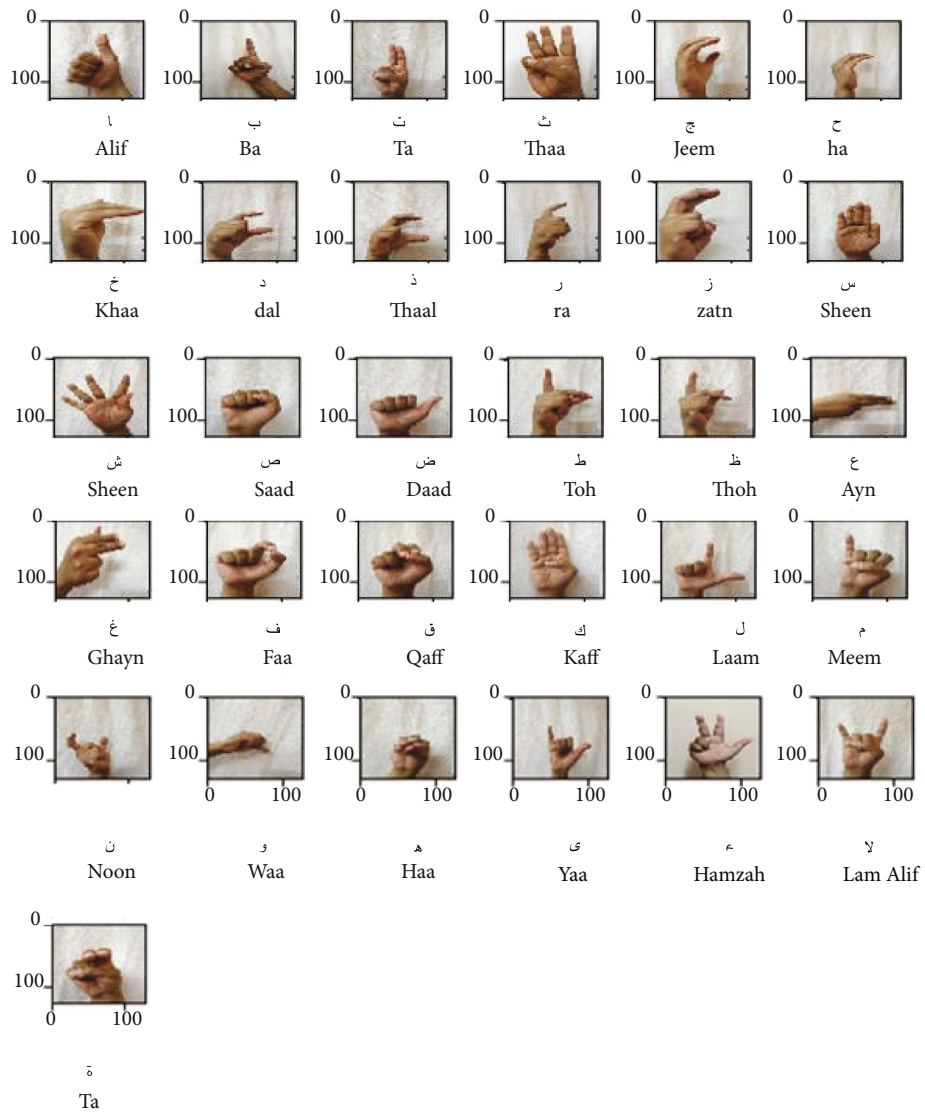 0 0 0 0 0 0
100 100 100 100 100 100
ا ب ت ث ج ح
Alif Ba Ta Thaa Jeem ha
0 0 0 0 0 0
100 100 100 100 100 100
خ د ذ ر ز س
Khaa dal Thaal ra zatn Sheen
0 0 0 0 0 0
100 100 100 100 100 100
ش ص ض ط ظ ع
Sheen Saad Daad Toh Thoh Ayn
0 0 0 0 0 0
100 100 100 100 100 100
غ ف ق ك ل م
Ghayn Faa Qaff Kaff Laam Meem
0 0 0 0 0 0
100 100 100 100 100 100
0 100 0 100 0 100 0 100 0 100
ن و ه ى ء لا
Noon Waa Haa Yaa Hamzah Lam Alif
0
100
0 100
ة
Ta